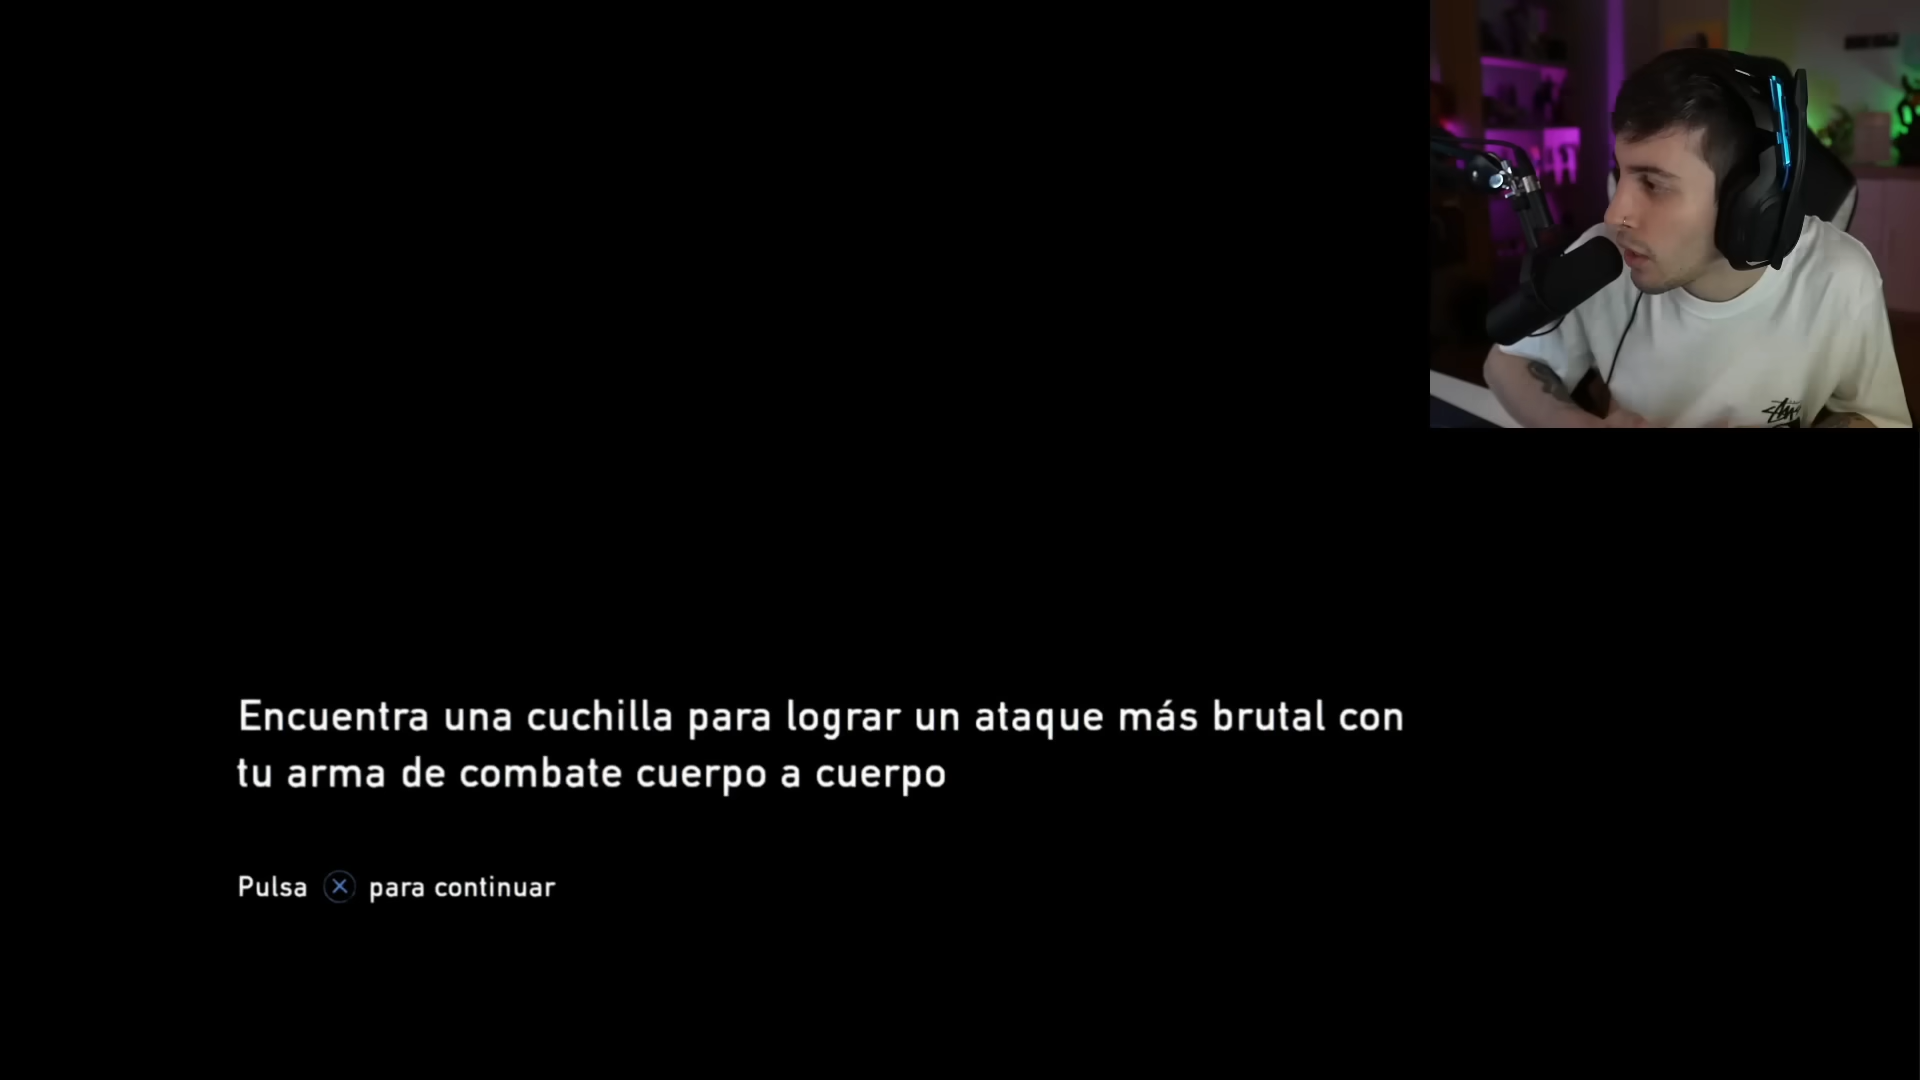 Encuentra una cuchilla para lograr un ataque más brutal con
tu arma de combate cuerpo a cuerpo
Pulsa para continuar